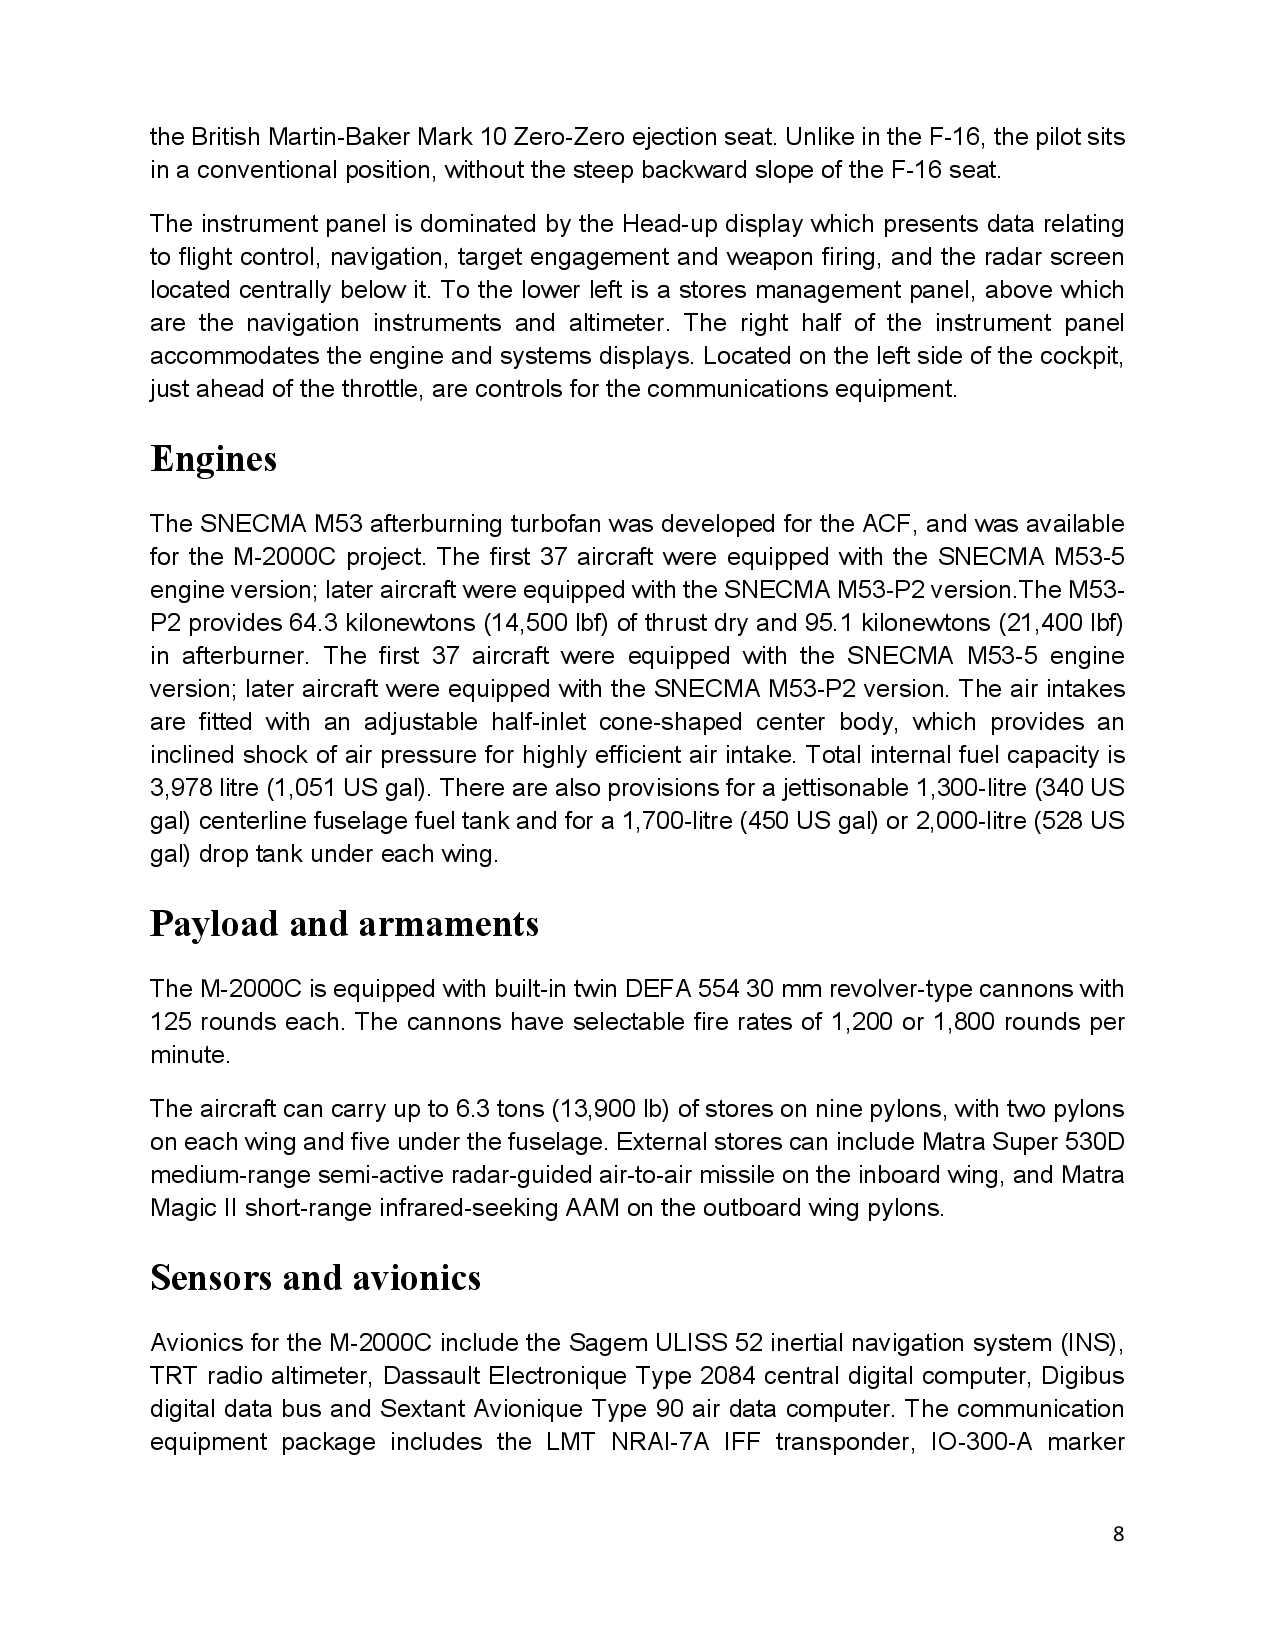 the British Martin-Baker Mark 10 Zero-Zero ejection seat. Unlike in the F-16, the pilot sits
in a conventional position, without the steep backward slope of the F-16 seat.
The instrument panel is dominated by the Head-up display which presents data relating
to flight control, navigation, target engagement and weapon firing, and the radar screen
located centrally below it. To the lower left is a stores management panel, above which
are the navigation instruments and altimeter. The right half of the instrument panel
accommodates the engine and systems displays. Located on the left side of the cockpit,
just ahead of the throttle, are controls for the communications equipment.
Engines
The SNECMA M53 afterburning turbofan was developed for the ACF, and was available
for the M-2000C project. The first 37 aircraft were equipped with the SNECMA M53-5
engine version; later aircraft were equipped with the SNECMA M53-P2 version.The M53-
P2 provides 64.3 kilonewtons (14,500 lbf) of thrust dry and 95.1 kilonewtons (21,400 lbf)
in afterburner. The first 37 aircraft were equipped with the SNECMA M53-5 engine
version; later aircraft were equipped with the SNECMA M53-P2 version. The air intakes
are fitted with an adjustable half-inlet cone-shaped center body, which provides an
inclined shock of air pressure for highly efficient air intake. Total internal fuel capacity is
3,978 litre (1,051 US gal). There are also provisions for a jettisonable 1,300-litre (340 US
gal) centerline fuselage fuel tank and for a 1,700-litre (450 US gal) or 2,000-litre (528 US
gal) drop tank under each wing.
Payload and armaments
The M-2000C is equipped with built-in twin DEFA 554 30 mm revolver-type cannons with
125 rounds each. The cannons have selectable fire rates of 1,200 or 1,800 rounds per
minute.
The aircraft can carry up to 6.3 tons (13,900 lb) of stores on nine pylons, with two pylons
on each wing and five under the fuselage. External stores can include Matra Super 530D
medium-range semi-active radar-guided air-to-air missile on the inboard wing, and Matra
Magic II short-range infrared-seeking AAM on the outboard wing pylons.
Sensors and avionics
Avionics for the M-2000C include the Sagem ULISS 52 inertial navigation system (INS),
TRT radio altimeter, Dassault Electronique Type 2084 central digital computer, Digibus
digital data bus and Sextant Avionique Type 90 air data computer. The communication
equipment package includes the LMT NRAI-7A IFF transponder, IO-300-A marker
8